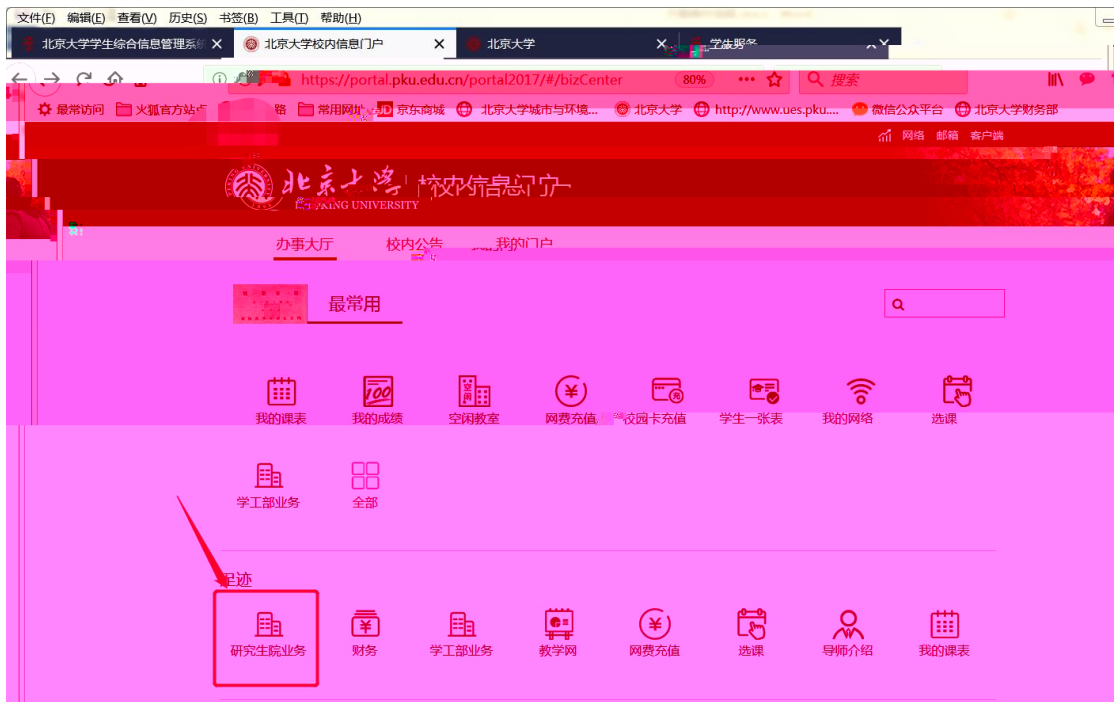 文件(F) 编辑(E) 查看(V) 历史(S) 书签(B) 工具(T) 帮助(H)
北京大学学生综合信息管理系统 北京大学校内信息门户 北京大学
https://portal.pku.edu.cn/portal2017/#/bizCenter 80% 搜索
最常访问 火狐官方站点 常用网址 JD 京东商城 北京大学城市与环境... 北京大学 http://www.ues.pku.... 微信公众平台 北京大学财务部
网络 邮箱 客户端
北京大学 校内信息门户
PEKING UNIVERSITY
办事大厅 校内公告 我的门户
最常用
我的课表 我的成绩 空闲教室 网费充值 校园卡充值 学生一张表 我的网络 选课
学工部业务 全部
足迹
研究生院业务 财务 学工部业务 教学网 网费充值 选课 导师介绍 我的课表